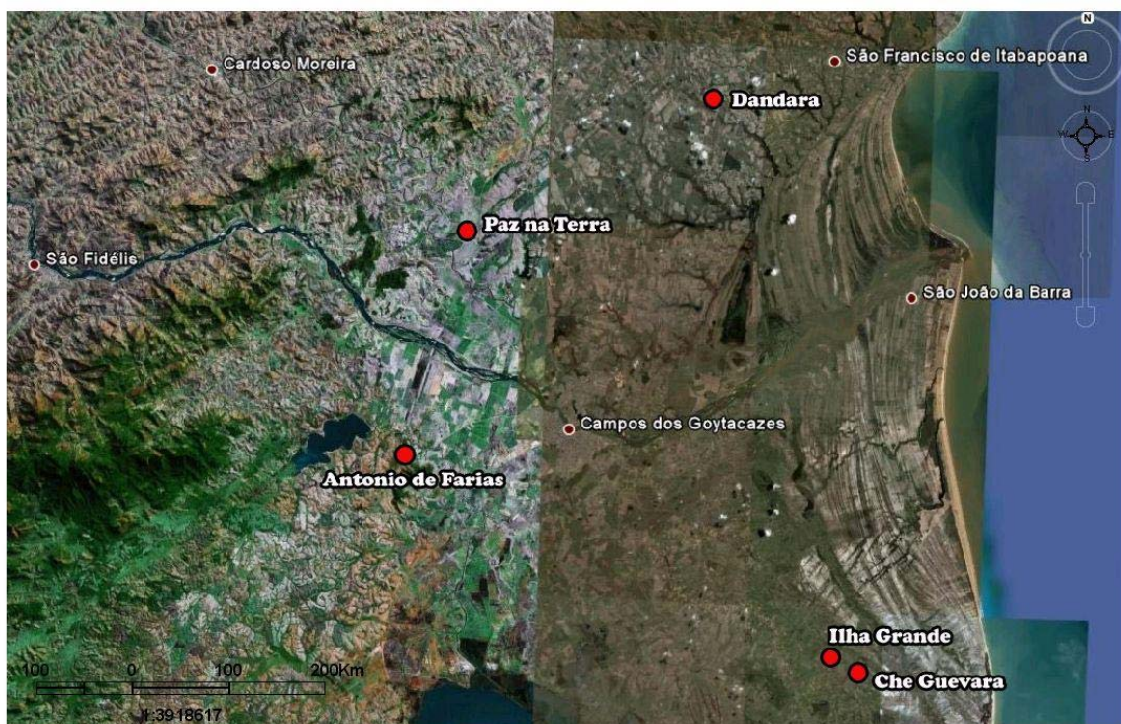 N
São Francisco de Itabapoana
Cardoso Moreira
Dandara
N
W E
S
Paz na Terra
São Fidélis
São João da Barra
Campos dos Goytacazes
Antonio de Farias
Ilha Grande
Che Guevara
100 0 100 200Km
1:3918617